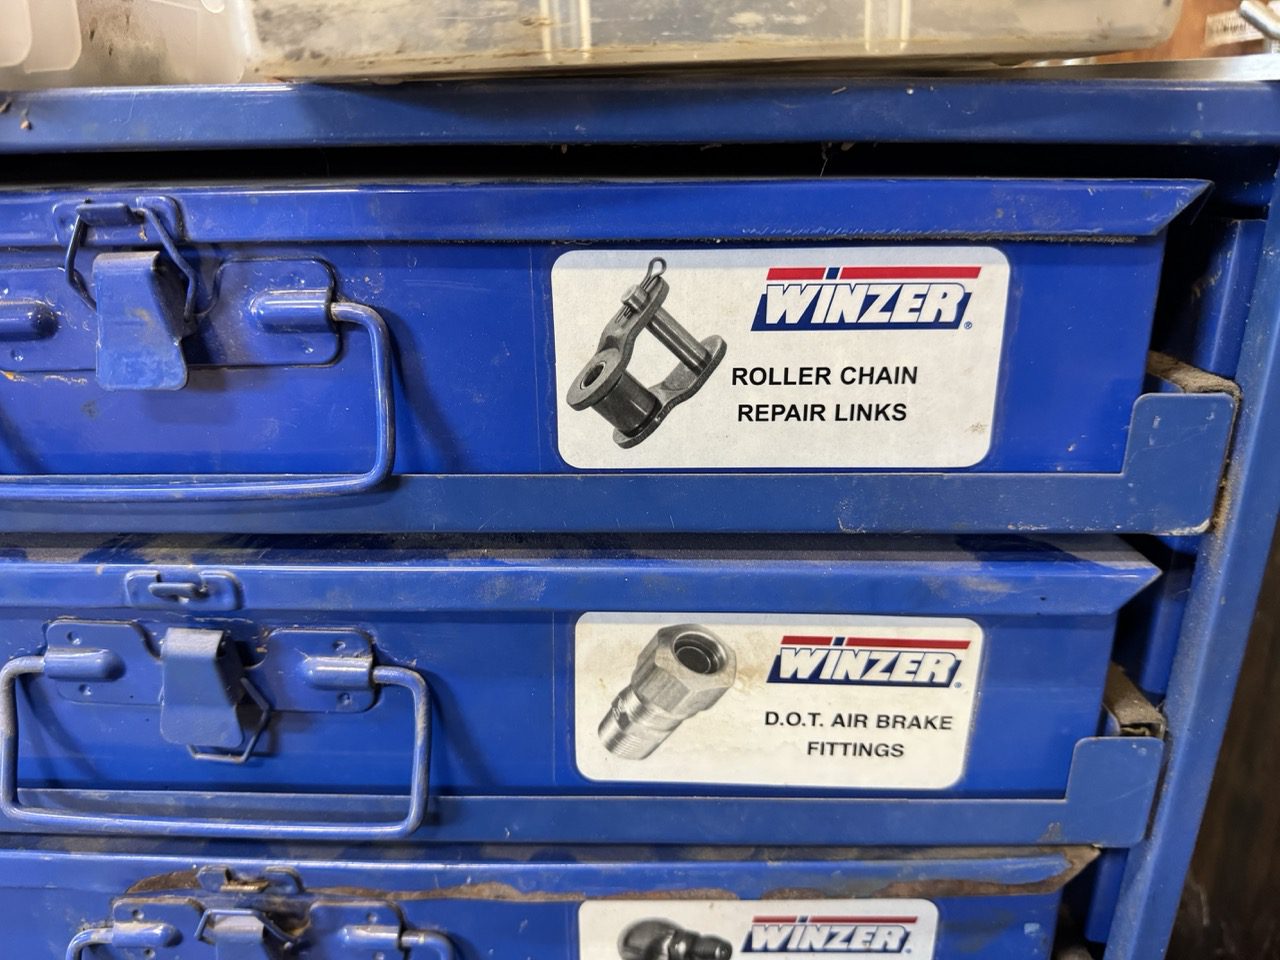 WINZER®
ROLLER CHAIN
REPAIR LINKS
WINZER®
D.O.T. AIR BRAKE
FITTINGS
WINZER®